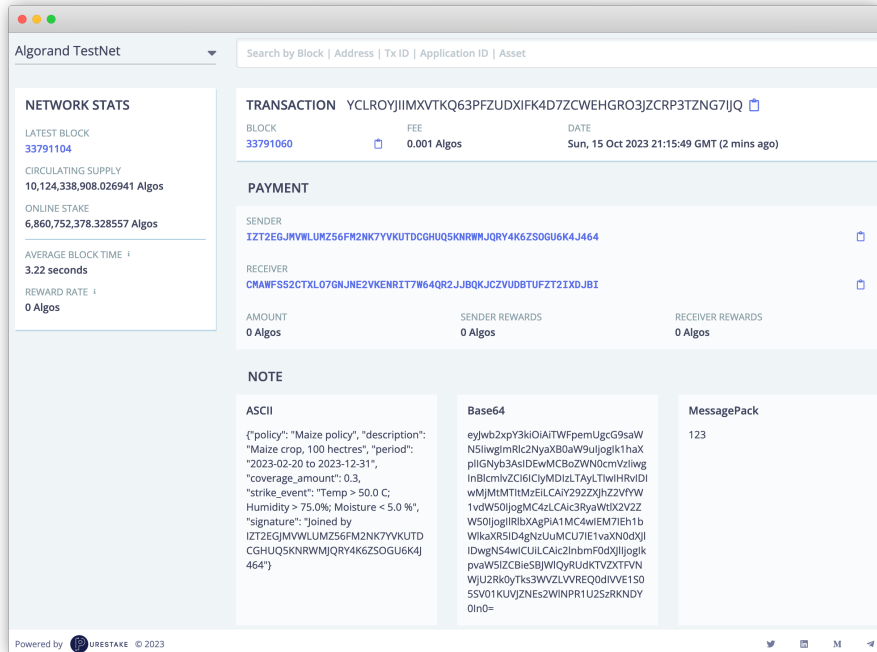 Algorand TestNet
Search by Block | Address | Tx ID | Application ID | Asset
NETWORK STATS
LATEST BLOCK
33791104
CIRCULATING SUPPLY
10,124,338,908.026941 Algos
ONLINE STAKE
6,860,752,378.328557 Algos
AVERAGE BLOCK TIME i
3.22 seconds
REWARD RATE i
0 Algos
TRANSACTION YCLROYJIIMXVTKQ63PFZUDXIFK4D7ZCWEHGRO3JZCRP3TZNG7IJQ
BLOCK FEE DATE
33791060 0.001 Algos Sun, 15 Oct 2023 21:15:49 GMT (2 mins ago)
PAYMENT
SENDER
IZT2EGJMVWLUMZ56FM2NK7YVKUTDCGHUQ5KNRWMJQRY4K6ZSOGU6K4J464
RECEIVER
CMAWFS52CTXLO7GNJNE2VKENRIT7W64QR2JJBQKJCZVUDBTUFZT2IXDJBI
AMOUNT SENDER REWARDS RECEIVER REWARDS
0 Algos 0 Algos 0 Algos
NOTE
ASCII
{"policy": "Maize policy", "description":
"Maize crop, 100 hectres", "period":
"2023-02-20 to 2023-12-31",
"coverage_amount": 0.3,
"strike_event": "Temp > 50.0 C;
Humidity > 75.0%; Moisture < 5.0 %",
"signature": "Joined by
IZT2EGJMVWLUMZ56FM2NK7YVKUTD
CGHUQ5KNRWMJQRY4K6ZSOGU6K4J
464"}
Base64
eyJwb2xpY3kiOiAiTWFpemUgcG9saW
N5IiwgImRlc2NyaXB0aW9uIjogIk1haX
plIGNyb3AsIDEwMCBoZWN0cmVzIiwg
InBlcmlvZCI6ICIyMDIzLTAyLTIwIHRvIDI
wMjMtMTItMzEiLCAiY292ZXJhZ2VfYW
1vdW50IjogMC4zLCAic3RyaWtlX2V2Z
W50IjogIlRlbXAgPiA1MC4wIEM7IEh1b
WlkaXR5ID4gNzUuMCU7IE1vaXN0dXJl
IDwgNS4wICUiLCAic2lnbmF0dXJlIjogIk
pvaW5lZCBieSBJWlQyRUdKTVZXTFVN
WjU2Rk0yTks3WVZLVVREQ0dIVVE1S0
5SV01KUVJZNEs2WlNPR1U2SzRKNDY
0In0=
MessagePack
123
Powered by PURESTAKE © 2023